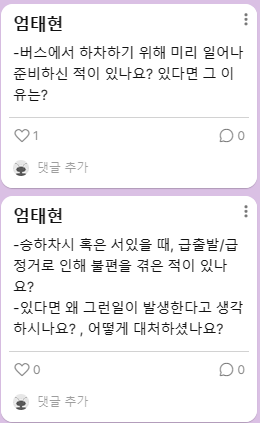 엄태현
-버스에서 하차하기 위해 미리 일어나
준비하신 적이 있나요? 있다면 그 이
유는?
1
0
댓글 추가
엄태현
-승하차시 혹은 서있을 때, 급출발/급
정거로 인해 불편을 겪은 적이 있나
요?
-있다면 왜 그런일이 발생한다고 생각
하시나요? , 어떻게 대처하셨나요?
0
0
댓글 추가